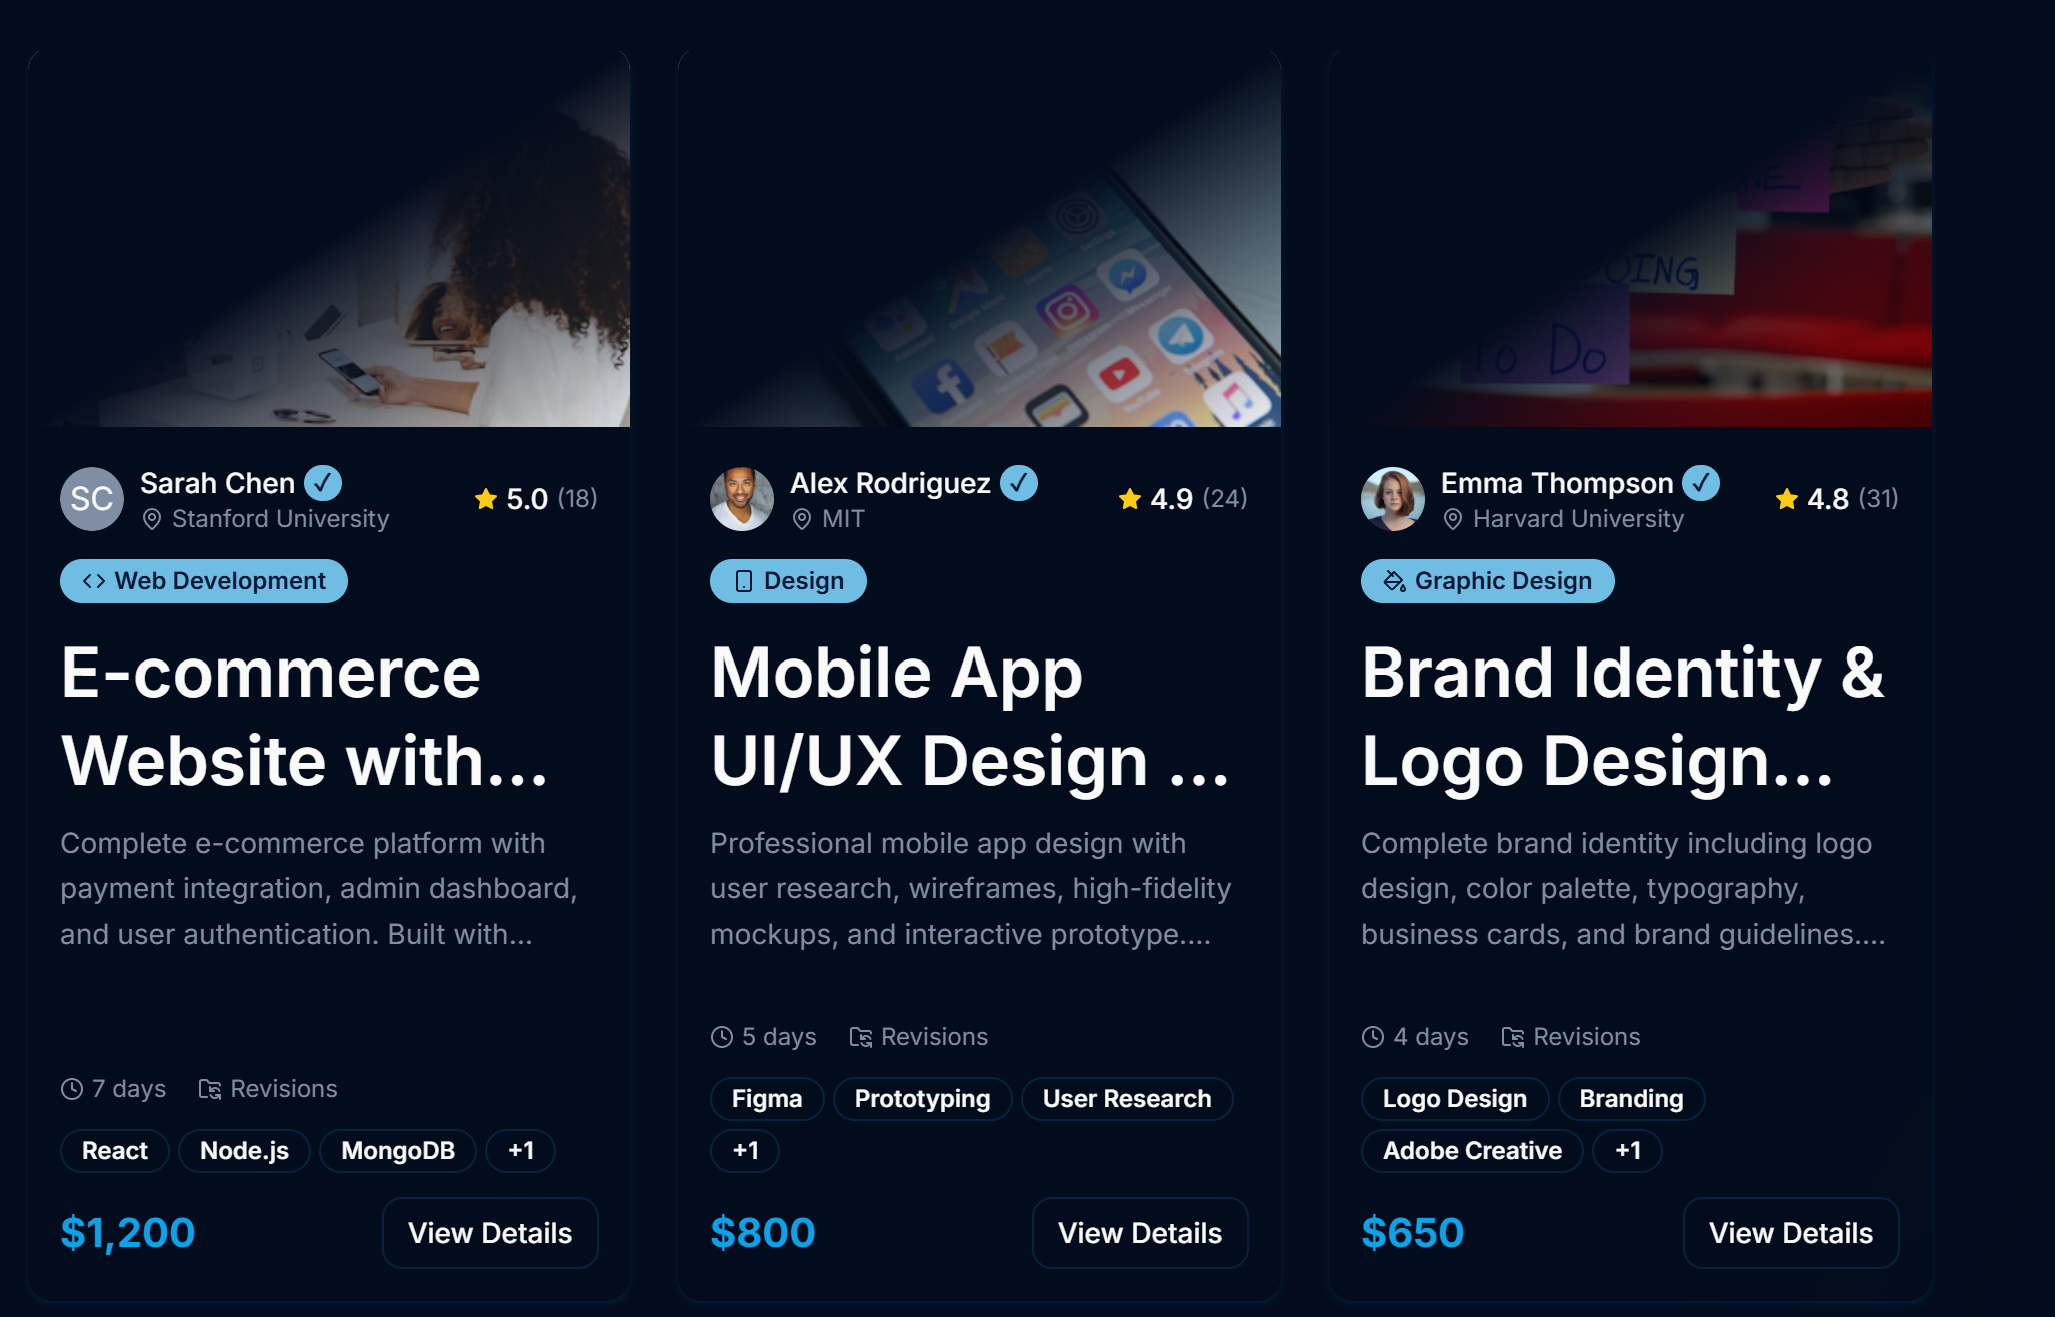 ONE
DOING
To Do
SC
Sarah Chen ✓
Stanford University
5.0 (18)
Web Development
E-commerce
Website with...
Complete e-commerce platform with
payment integration, admin dashboard,
and user authentication. Built with...
7 days Revisions
React Node.js MongoDB +1
$1,200 View Details
Alex Rodriguez ✓
MIT
4.9 (24)
Design
Mobile App
UI/UX Design ...
Professional mobile app design with
user research, wireframes, high-fidelity
mockups, and interactive prototype....
5 days Revisions
Figma Prototyping User Research
+1
$800 View Details
Emma Thompson ✓
Harvard University
4.8 (31)
Graphic Design
Brand Identity &
Logo Design...
Complete brand identity including logo
design, color palette, typography,
business cards, and brand guidelines....
4 days Revisions
Logo Design Branding
Adobe Creative +1
$650 View Details